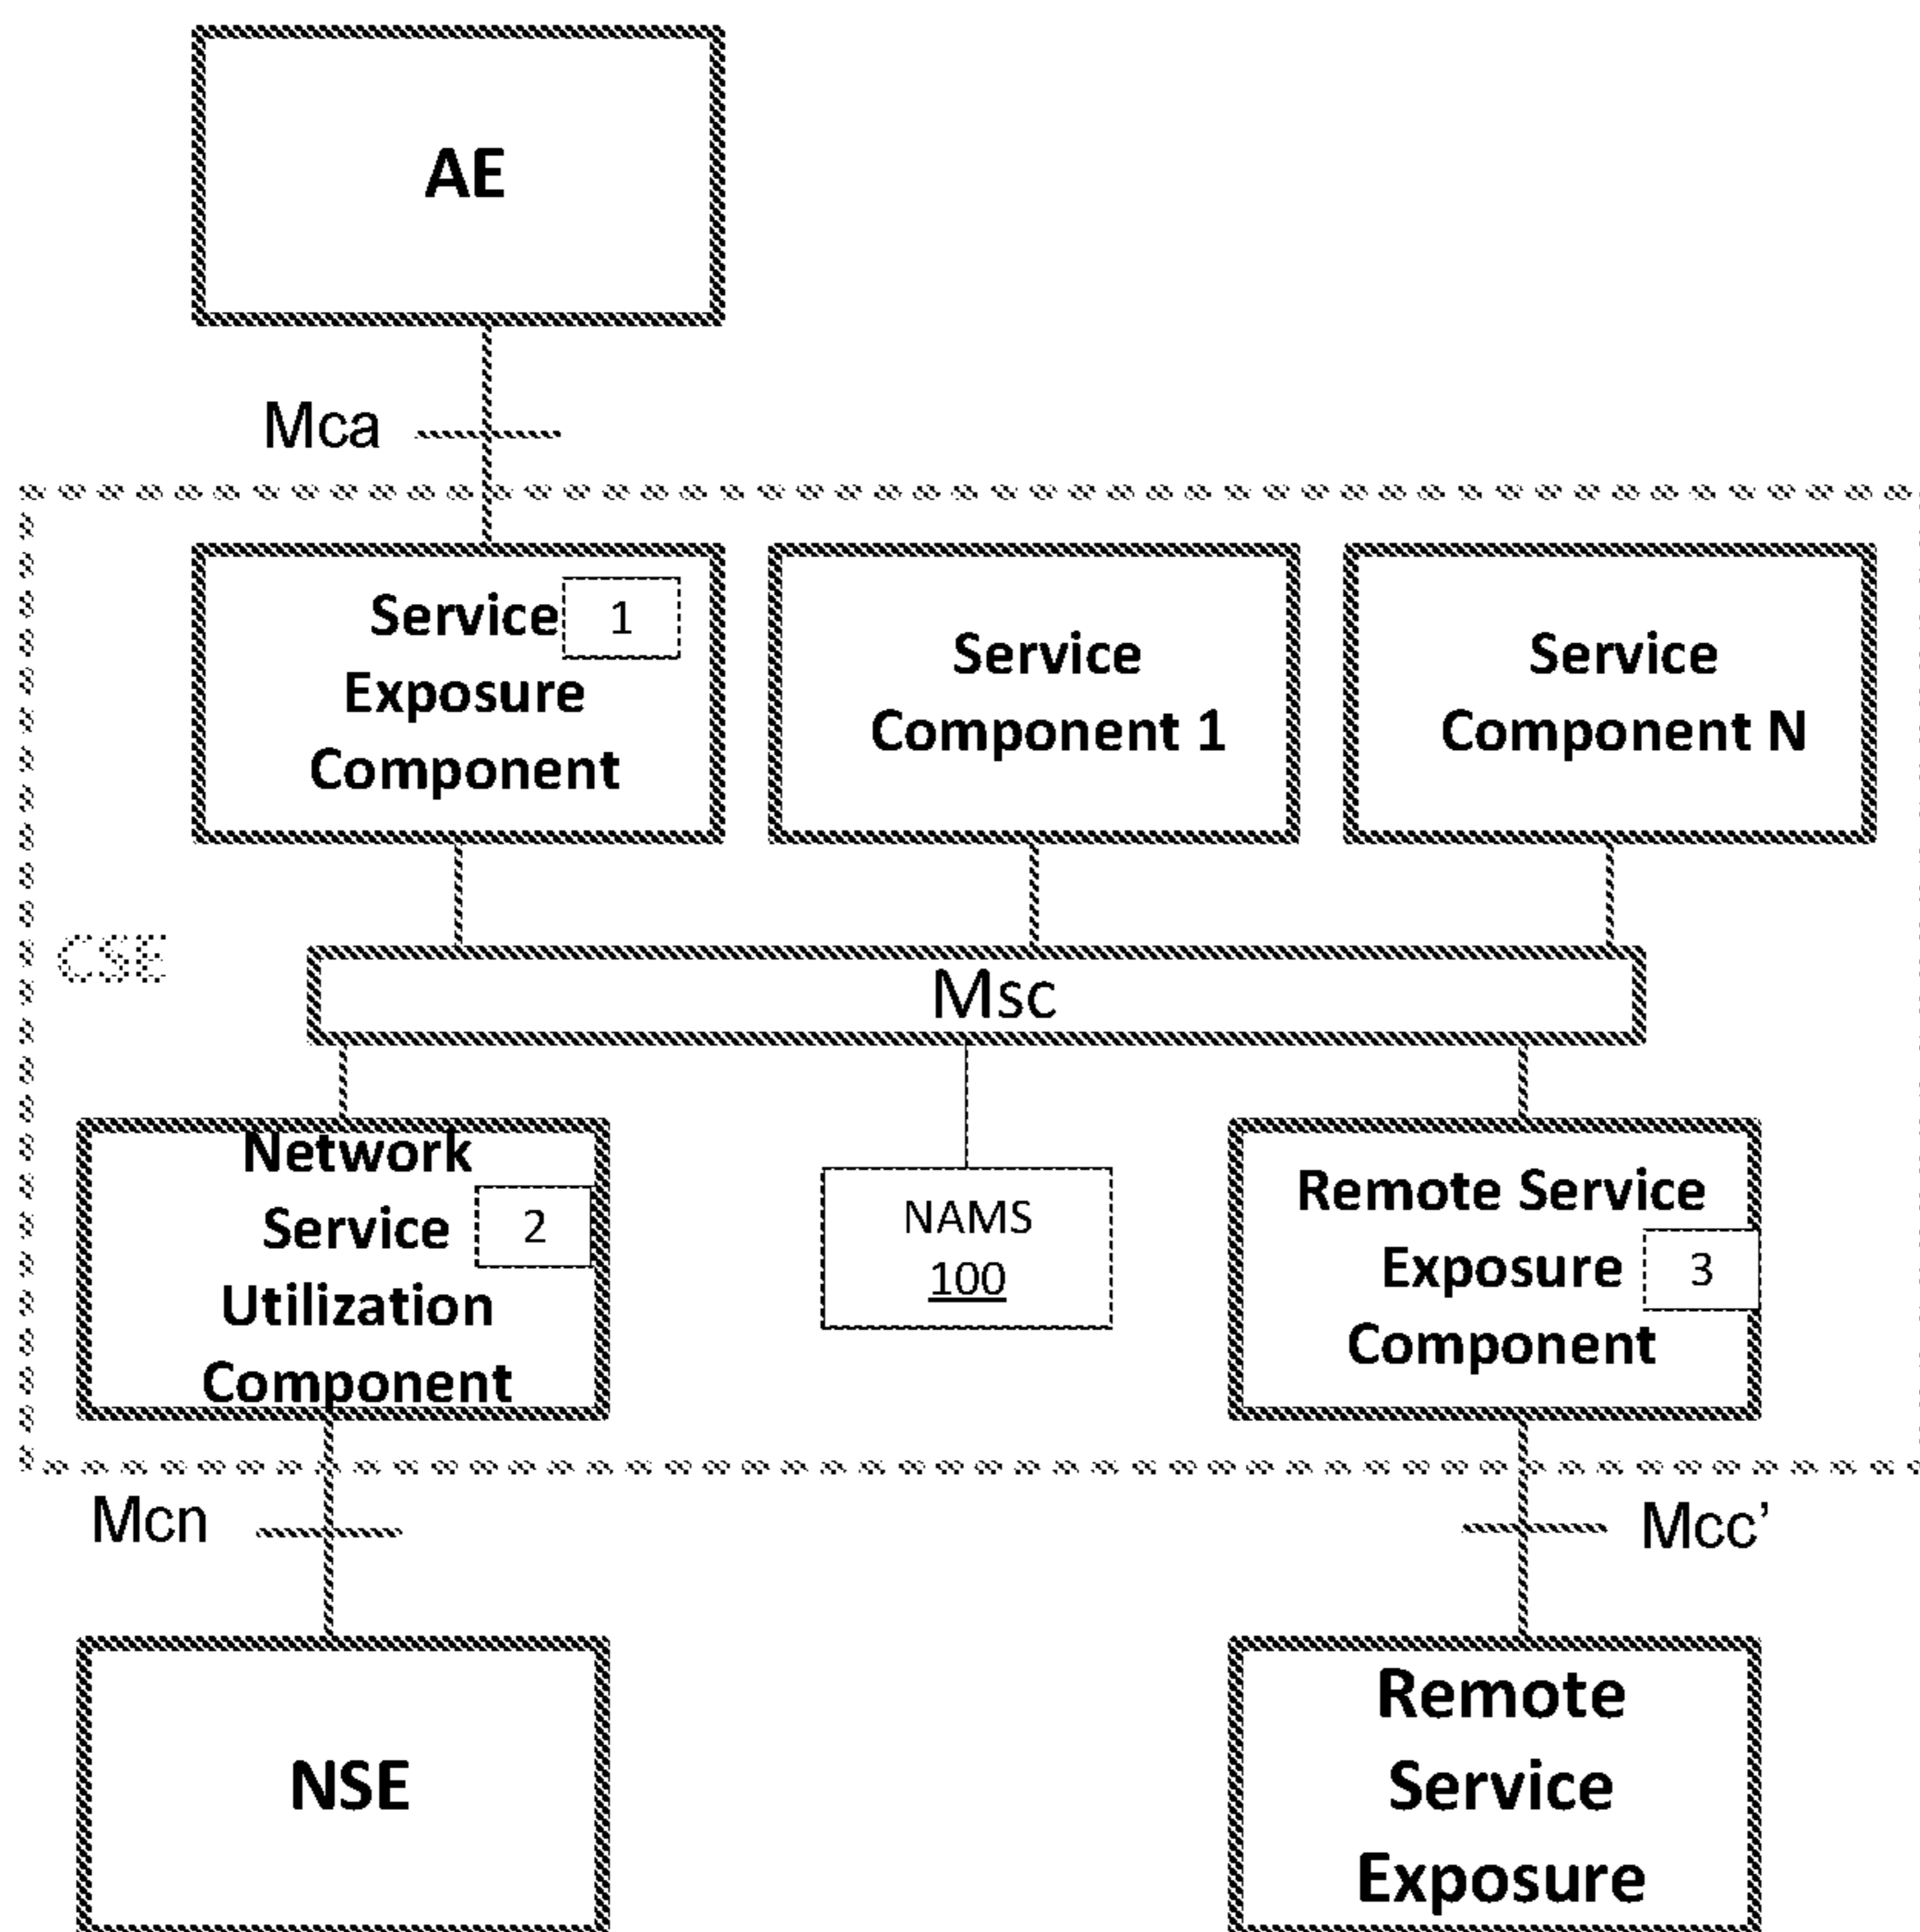 AE
Mca
Service 1
Exposure
Component
Service
Component 1
Service
Component N
CSE
Msc
Network
Service 2
Utilization
Component
NAMS
100
Remote Service
Exposure 3
Component
Mcn
Mcc’
NSE
Remote
Service
Exposure